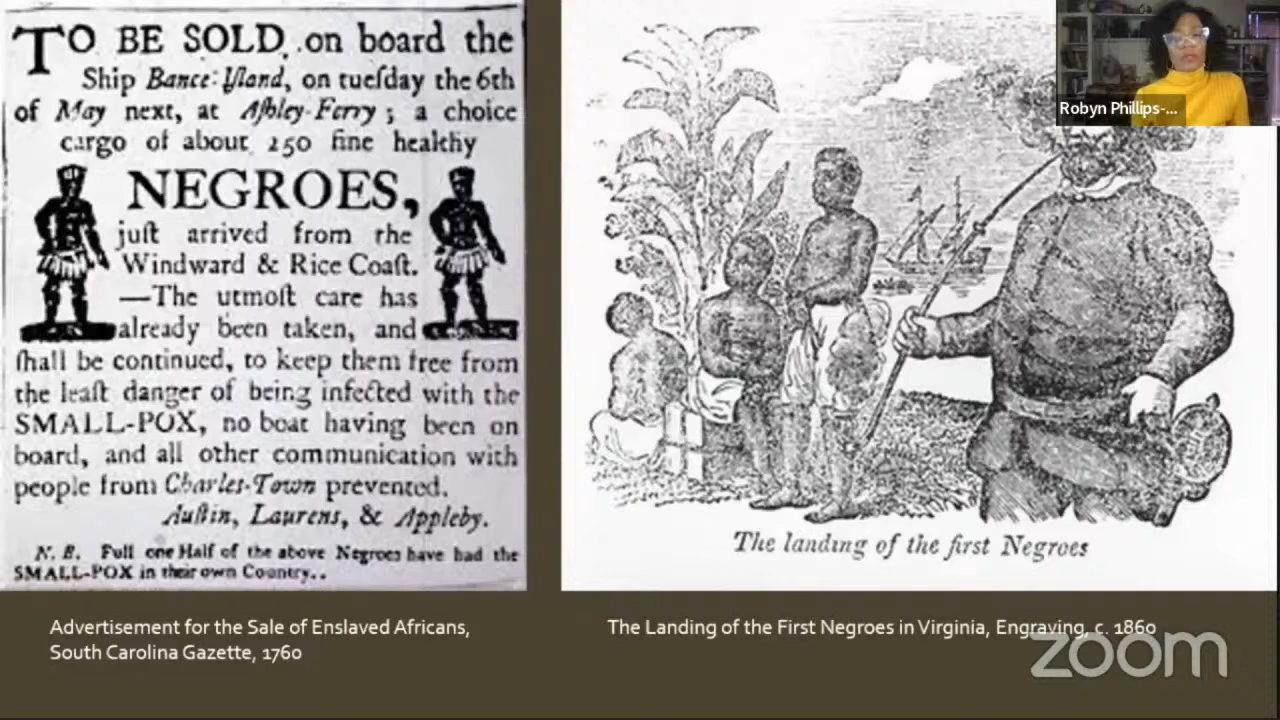 TO BE SOLD, on board the
Ship Bance-Iſland, on tueſday the 6th
of May next, at Aſhley-Ferry; a choice
cargo of about 250 fine healthy
NEGROES,
juſt arrived from the
Windward & Rice Coaſt.
—The utmoſt care has
already been taken, and
ſhall be continued, to keep them free from
the leaſt danger of being infected with the
SMALL-POX, no boat having been on
board, and all other communication with
people from Charles-Town prevented.
Auſtin, Laurens, & Appleby.
N. B. Full one Half of the above Negroes have had the
SMALL-POX in their own Country..
The landing of the first Negroes
Advertisement for the Sale of Enslaved Africans,
South Carolina Gazette, 1760
The Landing of the First Negroes in Virginia, Engraving, c. 1860
Robyn Phillips-...
zoom